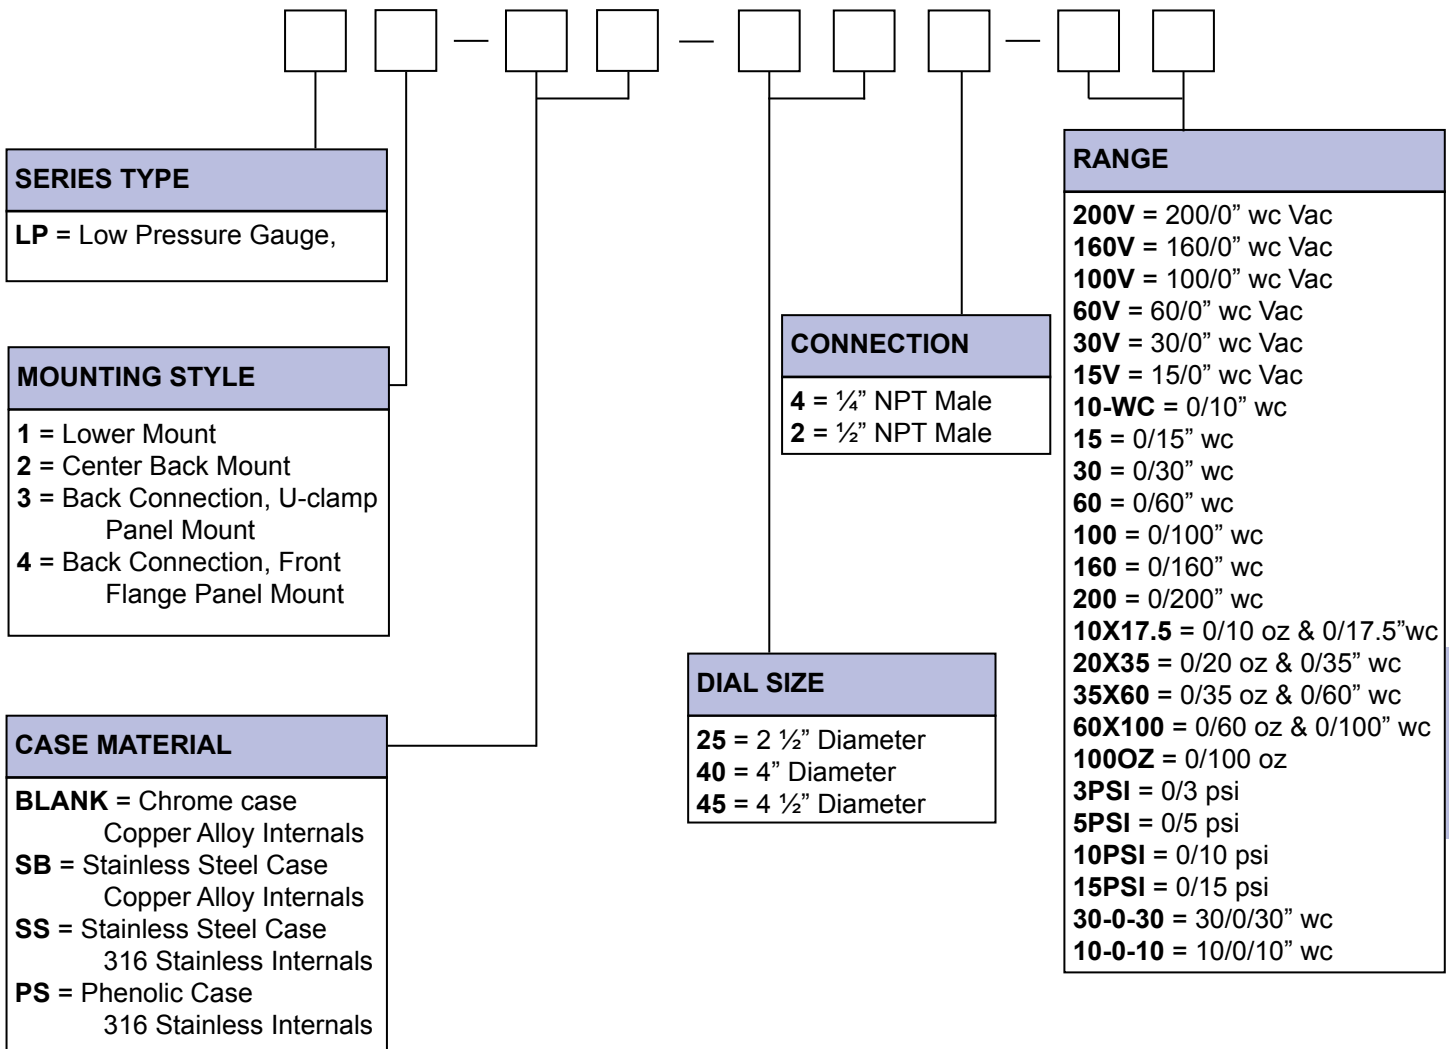 SERIES TYPE
LP = Low Pressure Gauge,
MOUNTING STYLE
1 = Lower Mount
2 = Center Back Mount
3 = Back Connection, U-clamp
Panel Mount
4 = Back Connection, Front
Flange Panel Mount
CASE MATERIAL
BLANK = Chrome case
Copper Alloy Internals
SB = Stainless Steel Case
Copper Alloy Internals
SS = Stainless Steel Case
316 Stainless Internals
PS = Phenolic Case
316 Stainless Internals
DIAL SIZE
25 = 2 ½” Diameter
40 = 4” Diameter
45 = 4 ½” Diameter
CONNECTION
4 = ¼” NPT Male
2 = ½” NPT Male
RANGE
200V = 200/0” wc Vac
160V = 160/0” wc Vac
100V = 100/0” wc Vac
60V = 60/0” wc Vac
30V = 30/0” wc Vac
15V = 15/0” wc Vac
10-WC = 0/10” wc
15 = 0/15” wc
30 = 0/30” wc
60 = 0/60” wc
100 = 0/100” wc
160 = 0/160” wc
200 = 0/200” wc
10X17.5 = 0/10 oz & 0/17.5”wc
20X35 = 0/20 oz & 0/35” wc
35X60 = 0/35 oz & 0/60” wc
60X100 = 0/60 oz & 0/100” wc
100OZ = 0/100 oz
3PSI = 0/3 psi
5PSI = 0/5 psi
10PSI = 0/10 psi
15PSI = 0/15 psi
30-0-30 = 30/0/30” wc
10-0-10 = 10/0/10” wc